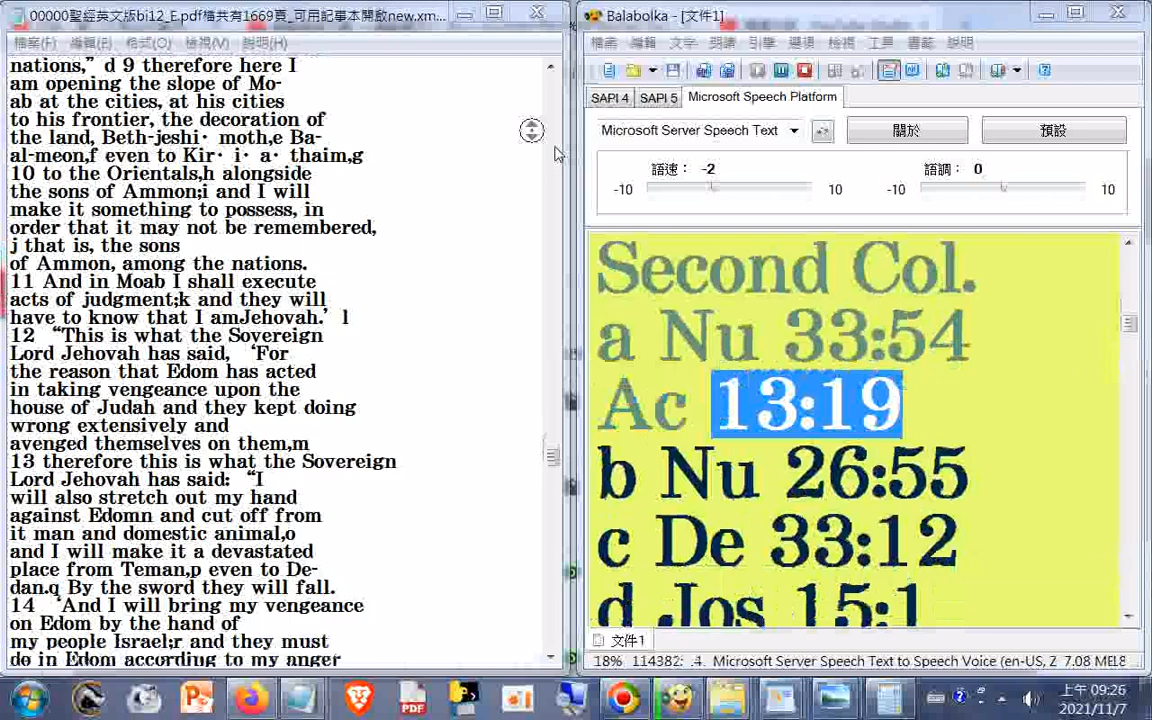 00000聖經英文版bi12_E.pdf檔共有1669頁_可用記事本開啟new.xm...
檔案(F) 編輯(E) 格式(O) 檢視(V) 說明(H)
nations,” d 9 therefore here I
am opening the slope of Mo-
ab at the cities, at his cities
to his frontier, the decoration of
the land, Beth-jeshi· moth,e Ba-
al-meon,f even to Kir· i· a· thaim,g
10 to the Orientals,h alongside
the sons of Ammon;i and I will
make it something to possess, in
order that it may not be remembered,
j that is, the sons
of Ammon, among the nations.
11 And in Moab I shall execute
acts of judgment;k and they will
have to know that I amJehovah.’ l
12 “This is what the Sovereign
Lord Jehovah has said, ‘For
the reason that Edom has acted
in taking vengeance upon the
house of Judah and they kept doing
wrong extensively and
avenged themselves on them,m
13 therefore this is what the Sovereign
Lord Jehovah has said: “I
will also stretch out my hand
against Edomn and cut off from
it man and domestic animal,o
and I will make it a devastated
place from Teman,p even to De-
dan.q By the sword they will fall.
14 ‘And I will bring my vengeance
on Edom by the hand of
my people Israel;r and they must
do in Edom according to my anger
Balabolka - [文件1]
檔案 編輯 文字 朗讀 引擎 選項 檢視 工具 書籤 說明
SAPI 4 SAPI 5 Microsoft Speech Platform
Microsoft Server Speech Text 關於 預設
語速： -2 語調： 0
-10 10 -10 10
Second Col.
a Nu 33:54
Ac 13:19
b Nu 26:55
c De 33:12
d Jos 15:1
文件1
18% 114382: .4. Microsoft Server Speech Text to Speech Voice (en-US, Z 7.08 MEL8
PDF
上午 09:26
2021/11/7